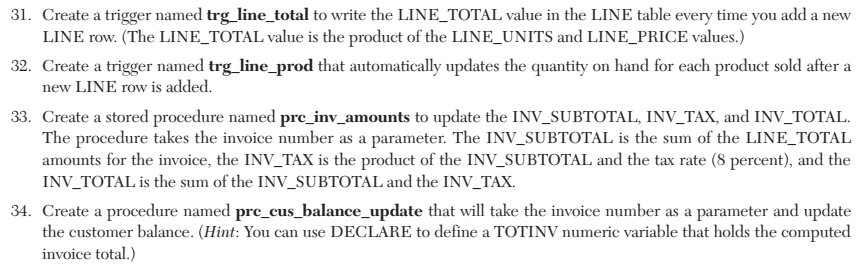 31. Create a trigger named trg_line_total to write the LINE_TOTAL value in the LINE table every time you add a new
LINE row. (The LINE_TOTAL value is the product of the LINE_UNITS and LINE_PRICE values.)
32. Create a trigger named trg_line_prod that automatically updates the quantity on hand for each product sold after a
new LINE row is added.
33. Create a stored procedure named prc_inv_amounts to update the INV_SUBTOTAL, INV_TAX, and INV_TOTAL.
The procedure takes the invoice number as a parameter. The INV_SUBTOTAL is the sum of the LINE_TOTAL
amounts for the invoice, the INV_TAX is the product of the INV_SUBTOTAL and the tax rate (8 percent), and the
INV_TOTAL is the sum of the INV_SUBTOTAL and the INV_TAX.
34. Create a procedure named prc_cus_balance_update that will take the invoice number as a parameter and update
the customer balance. (Hint: You can use DECLARE to define a TOTINV numeric variable that holds the computed
invoice total.)